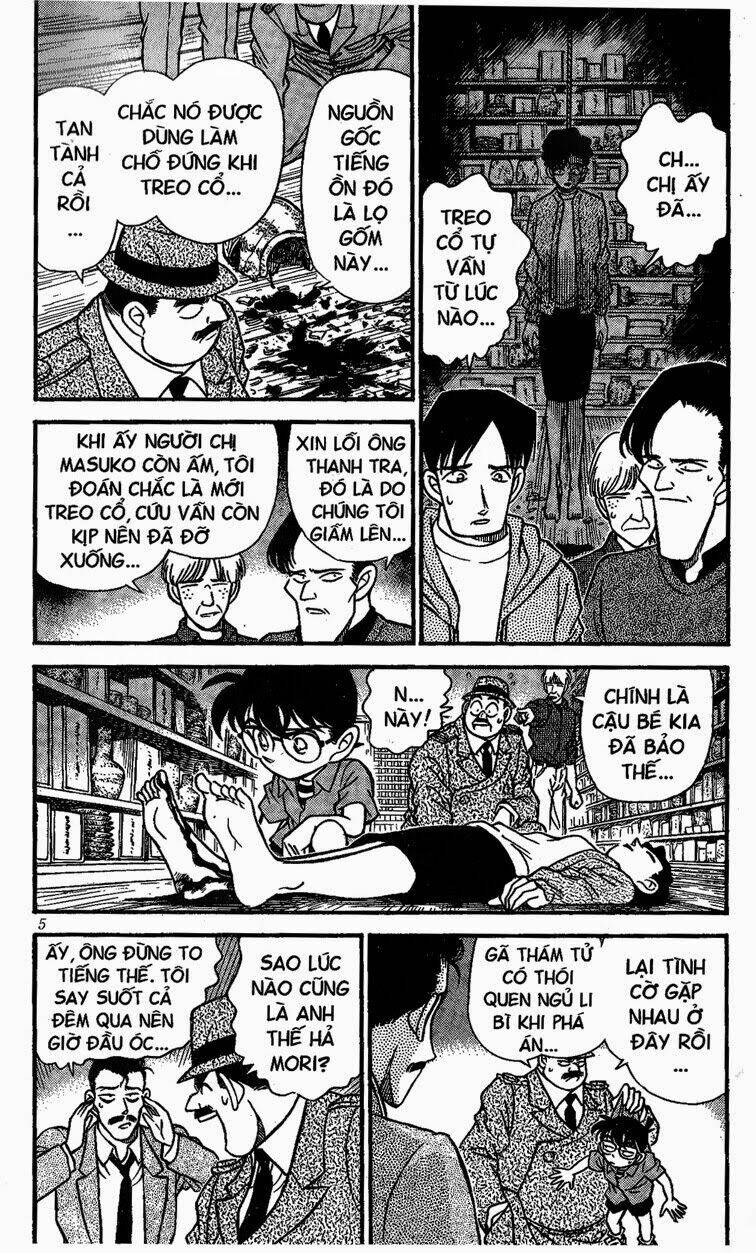 CH...
CHỊ ẤY
ĐÃ...
TREO
CỔ TỰ
VẪN
TỪ LÚC
NÀO...
NGUỒN
GỐC
TIẾNG
ỒN ĐÓ
LÀ LỌ
GỐM
NÀY...
CHẮC NÓ ĐƯỢC
DÙNG LÀM
CHỖ ĐỨNG KHI
TREO CỔ...
TAN
TÀNH
CẢ
RỒI
...
XIN LỖI ÔNG
THANH TRA,
ĐÓ LÀ DO
CHÚNG TÔI
GIẪM LÊN...
KHI ẤY NGƯỜI CHỊ
MASUKO CÒN ẤM, TÔI
ĐOÁN CHẮC LÀ MỚI
TREO CỔ, CỨU VẪN CÒN
KỊP NÊN ĐÃ ĐỠ
XUỐNG...
CHÍNH LÀ
CẬU BÉ KIA
ĐÃ BẢO
THẾ...
N...
NÀY!
5
LẠI TÌNH
CỜ GẶP
NHAU Ở
ĐÂY RỒI
...
GÃ THÁM TỬ
CÓ THÓI
QUEN NGỦ LI
BÌ KHI PHÁ
ÁN...
SAO LÚC
NÀO CŨNG
LÀ ANH
THẾ HẢ
MORI?
ẤY, ÔNG ĐỪNG TO
TIẾNG THẾ. TÔI
SAY SUỐT CẢ
ĐÊM QUA NÊN
GIỜ ĐẦU ÓC...